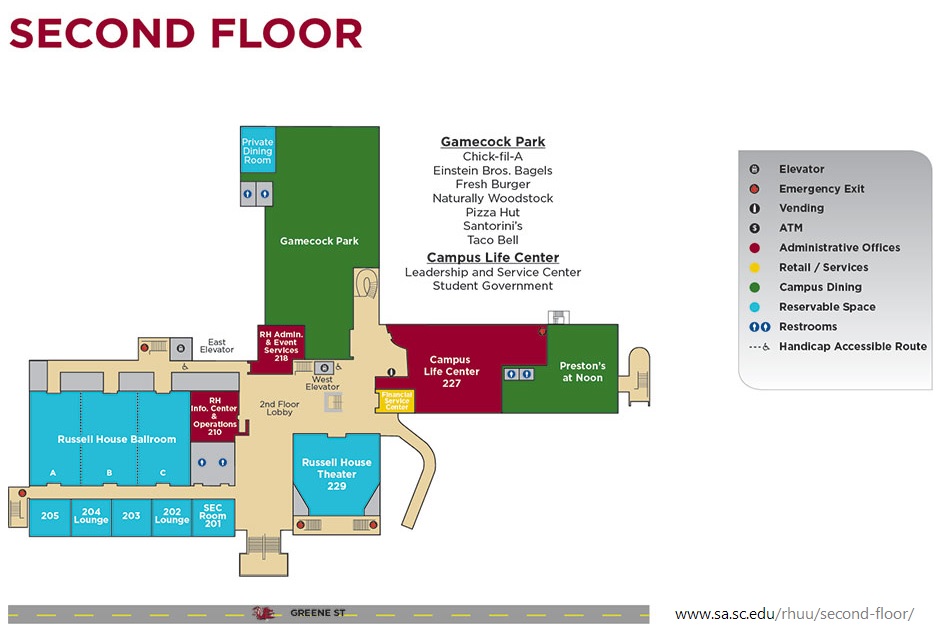 SECOND FLOOR
Private
Dining
Room
Gamecock Park
Gamecock Park
Chick-fil-A
Einstein Bros. Bagels
Fresh Burger
Naturally Woodstock
Pizza Hut
Santorini's
Taco Bell
Campus Life Center
Leadership and Service Center
Student Government
Elevator
Emergency Exit
Vending
$ ATM
Administrative Offices
Retail / Services
Campus Dining
Reservable Space
Restrooms
Handicap Accessible Route
RH Admin.
& Event
Services
218
East
Elevator
West
Elevator
2nd Floor
Lobby
Campus
Life Center
227
Preston's
at Noon
Financial
Service
Center
RH
Info. Center
&
Operations
210
Russell House Ballroom
A
B
C
Russell House
Theater
229
205
204
Lounge
203
202
Lounge
SEC
Room
201
GREENE ST
www.sa.sc.edu/rhuu/second-floor/